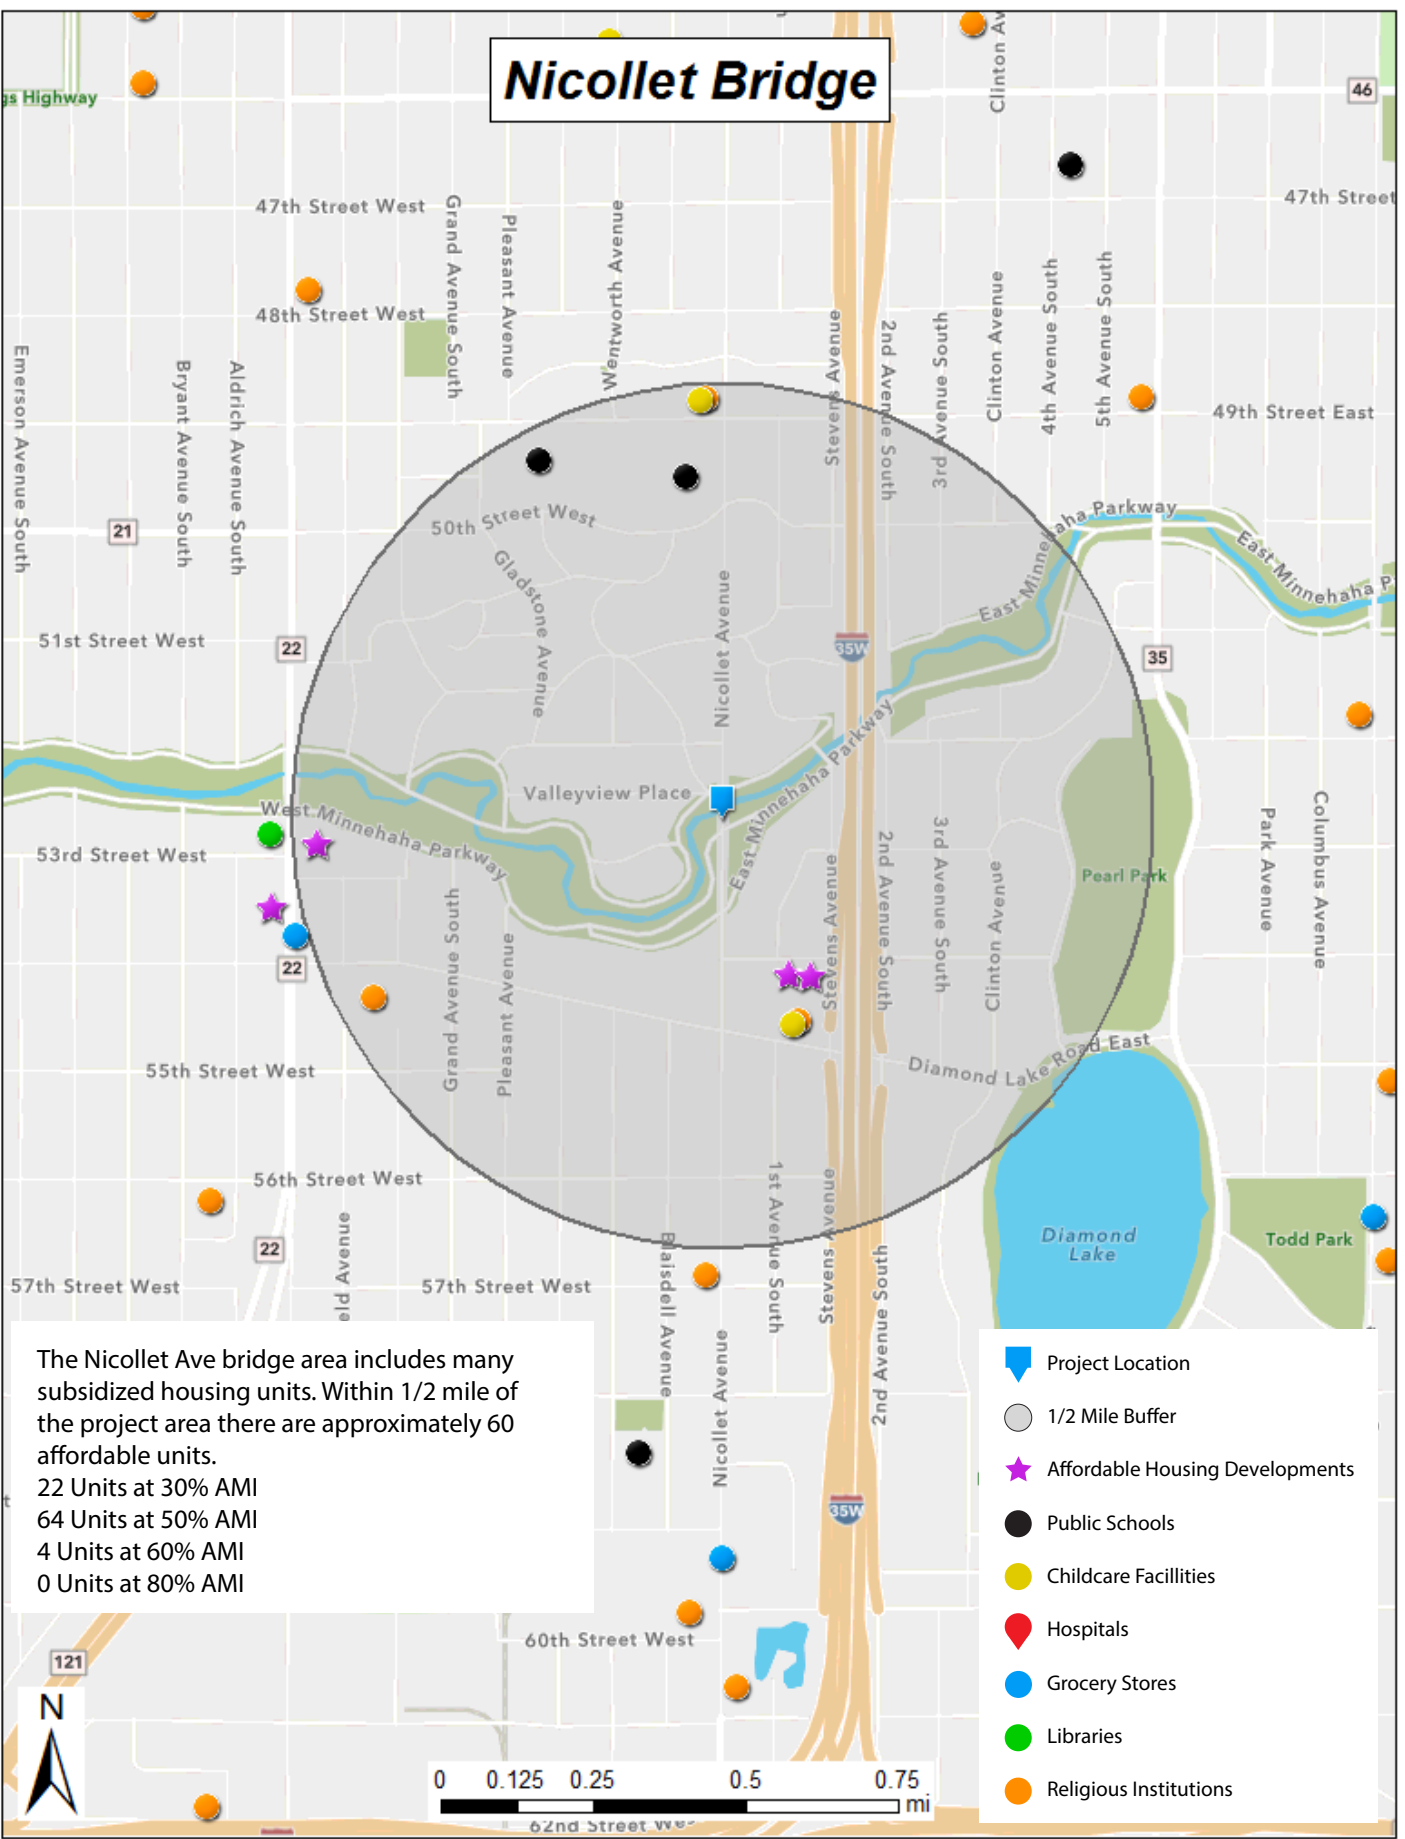 Nicollet Bridge
gs Highway
Clinton Av
46
47th Street West
47th Street
Grand Avenue South
Pleasant Avenue
Wentworth Avenue
48th Street West
Stevens Avenue
2nd Avenue South
3rd Avenue South
Clinton Avenue
4th Avenue South
5th Avenue South
Emerson Avenue South
Bryant Avenue South
Aldrich Avenue South
49th Street East
21
50th Street West
East Minnehaha Parkway
East Minnehaha P
Gladstone Avenue
Nicollet Avenue
51st Street West
22
35W
35
Valleyview Place
East Minnehaha Parkway
West Minnehaha Parkway
53rd Street West
Stevens Avenue
2nd Avenue South
3rd Avenue South
Clinton Avenue
Pearl Park
Park Avenue
Columbus Avenue
22
Grand Avenue South
Pleasant Avenue
Diamond Lake Road East
55th Street West
56th Street West
22
57th Street West
Avenue
57th Street West
Blaisdell Avenue
1st Avenue South
Stevens Avenue
2nd Avenue South
Nicollet Avenue
Diamond
Lake
Todd Park
The Nicollet Ave bridge area includes many
subsidized housing units. Within 1/2 mile of
the project area there are approximately 60
affordable units.
22 Units at 30% AMI
64 Units at 50% AMI
4 Units at 60% AMI
0 Units at 80% AMI
Project Location
1/2 Mile Buffer
Affordable Housing Developments
Public Schools
Childcare Facillities
Hospitals
Grocery Stores
Libraries
Religious Institutions
35W
60th Street West
121
N
0 0.125 0.25 0.5 0.75
mi
62nd Street Wes